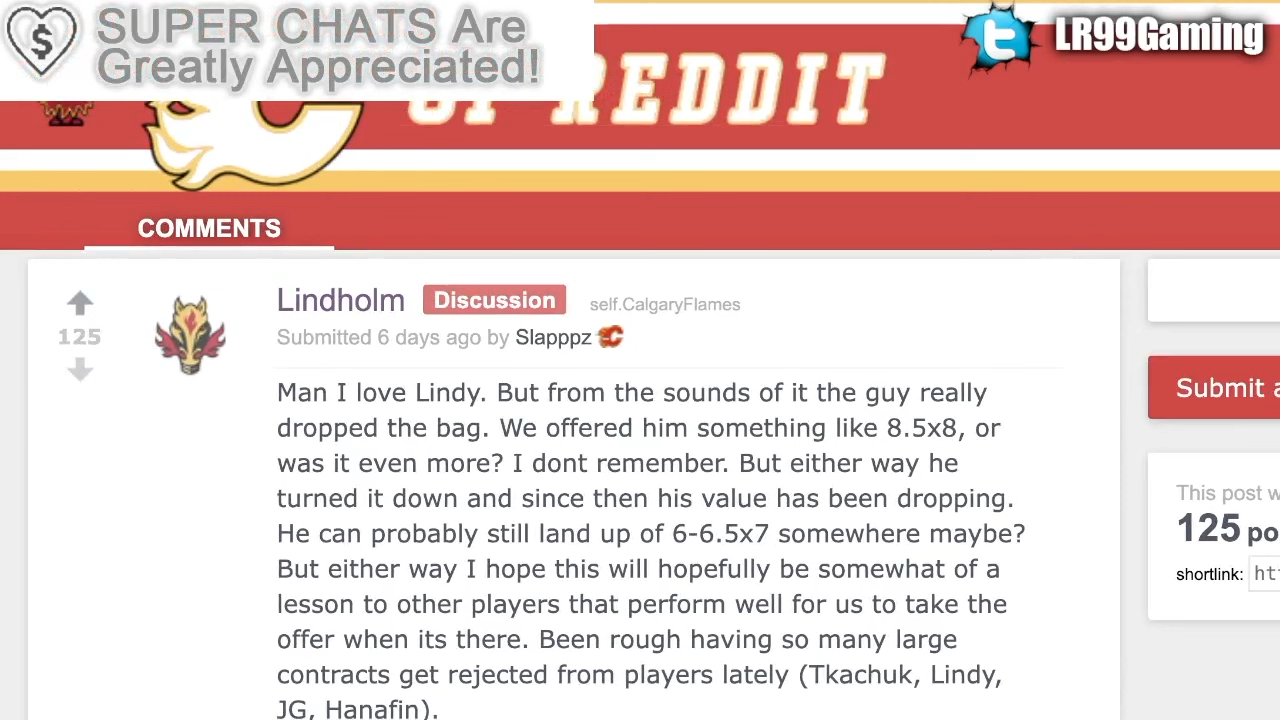 SUPER CHATS Are
Greatly Appreciated!
LR99Gaming
OF REDDIT
COMMENTS
125
Lindholm Discussion self.CalgaryFlames
Submitted 6 days ago by Slapppz
Man I love Lindy. But from the sounds of it the guy really
dropped the bag. We offered him something like 8.5x8, or
was it even more? I dont remember. But either way he
turned it down and since then his value has been dropping.
He can probably still land up of 6-6.5x7 somewhere maybe?
But either way I hope this will hopefully be somewhat of a
lesson to other players that perform well for us to take the
offer when its there. Been rough having so many large
contracts get rejected from players lately (Tkachuk, Lindy,
JG, Hanafin).
Submit a
This post w
125 po
shortlink: ht